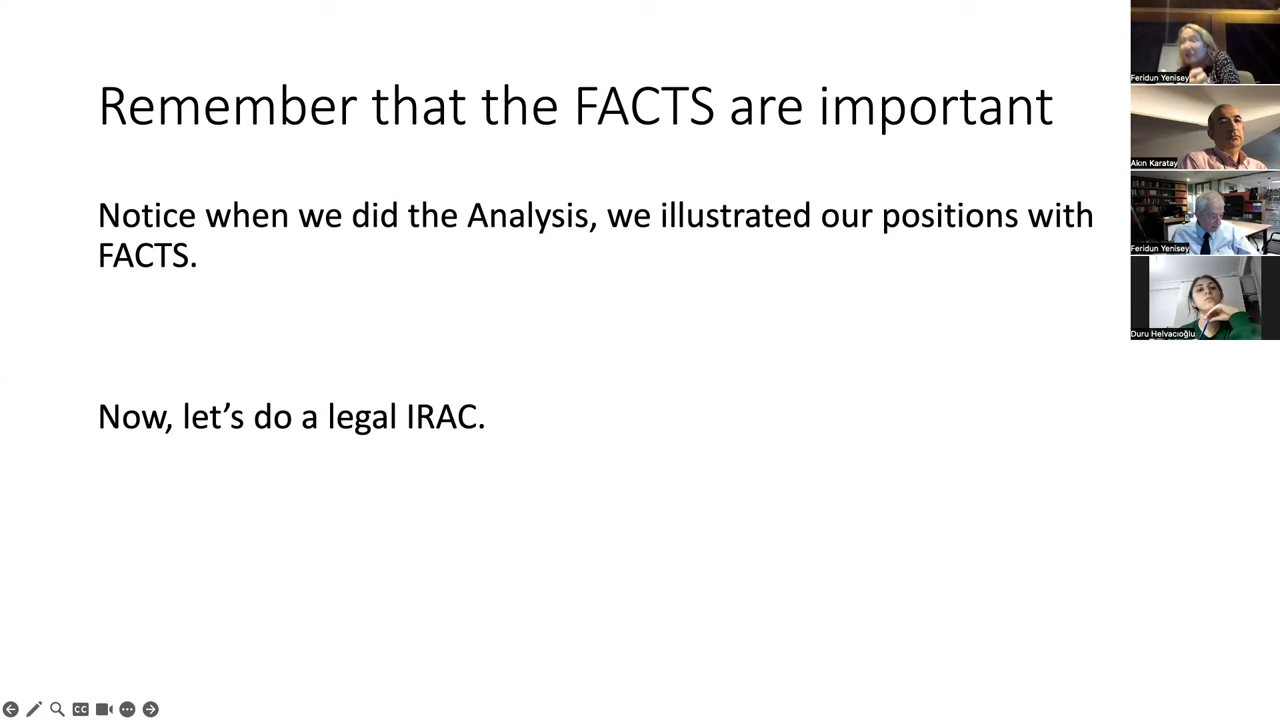 Remember that the FACTS are important
Notice when we did the Analysis, we illustrated our positions with
FACTS.
Now, let’s do a legal IRAC.
Feridun Yenisey
Akın Karatay
Feridun Yenisey
Duru Helvacıoğlu
CC